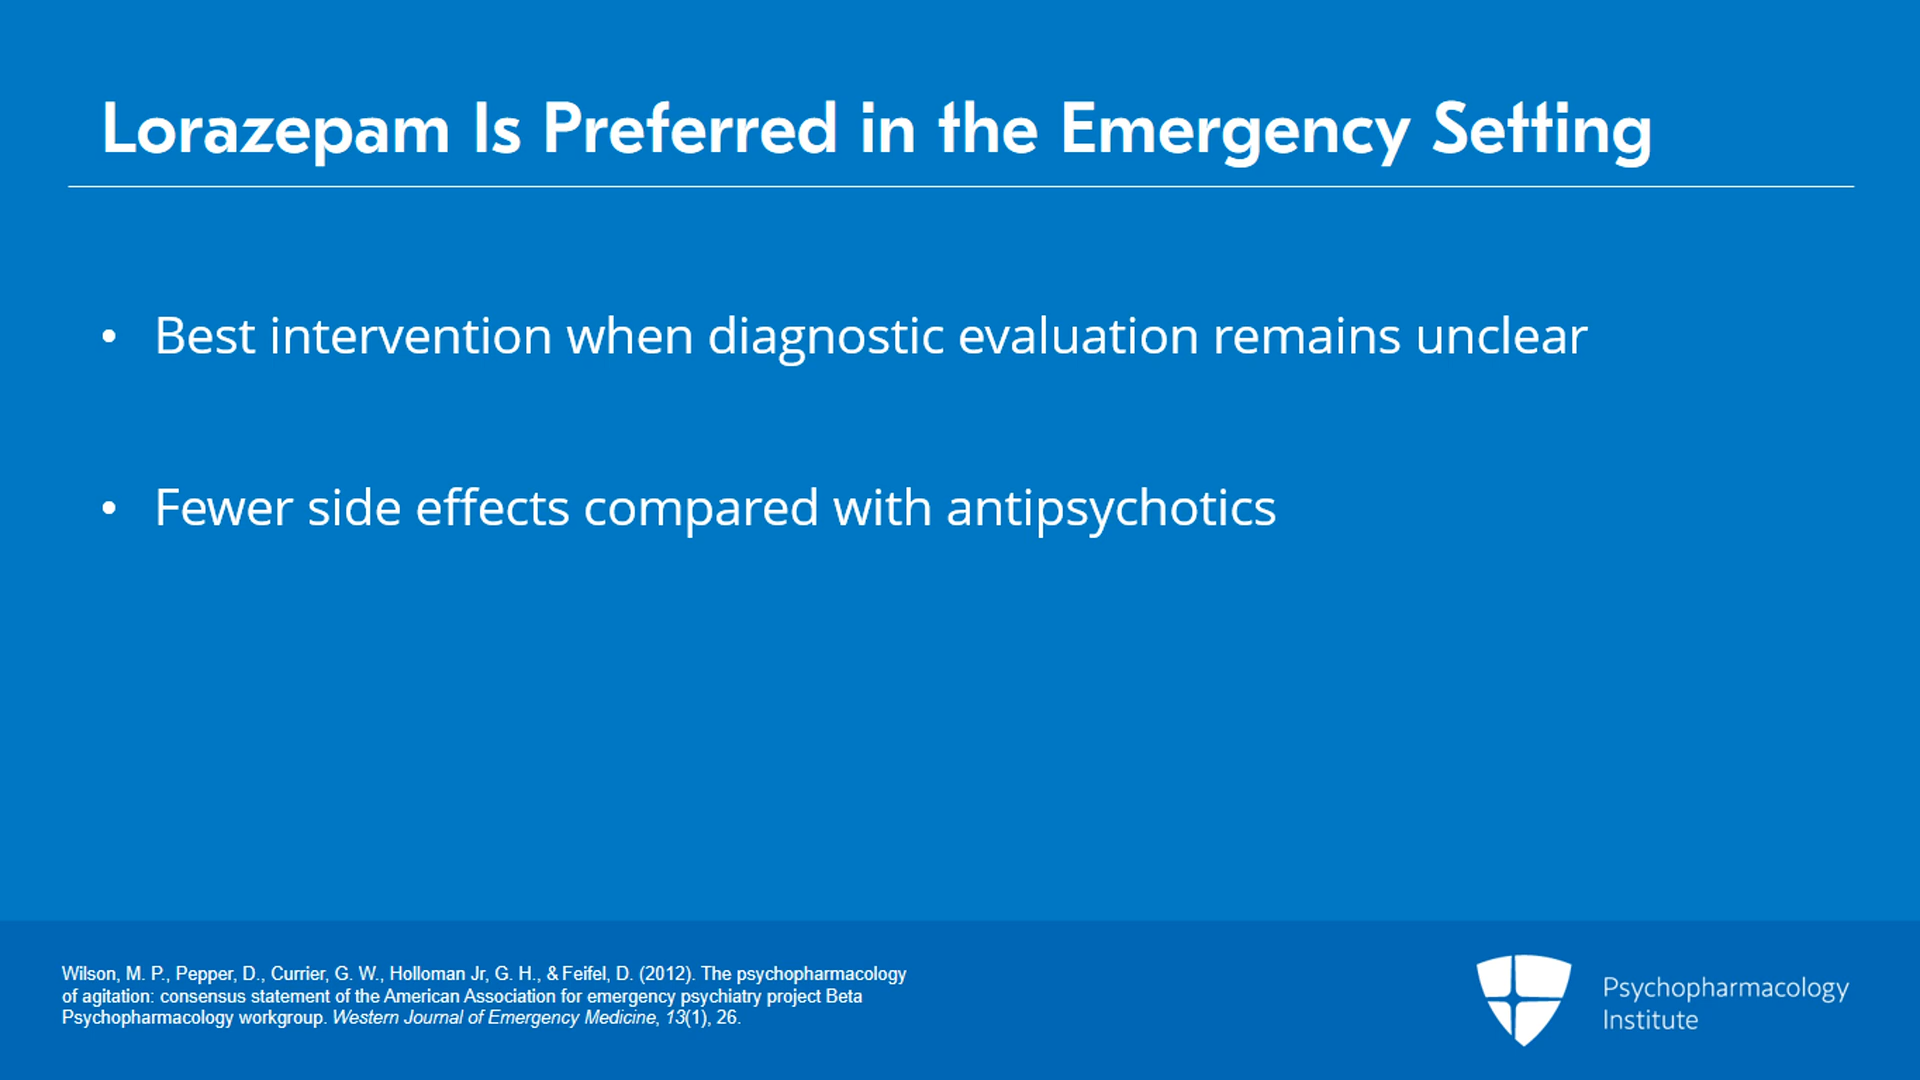 Lorazepam Is Preferred in the Emergency Setting
• Best intervention when diagnostic evaluation remains unclear
• Fewer side effects compared with antipsychotics
Wilson, M. P., Pepper, D., Currier, G. W., Holloman Jr, G. H., & Feifel, D. (2012). The psychopharmacology
of agitation: consensus statement of the American Association for emergency psychiatry project Beta
Psychopharmacology workgroup. Western Journal of Emergency Medicine, 13(1), 26.
Psychopharmacology
Institute